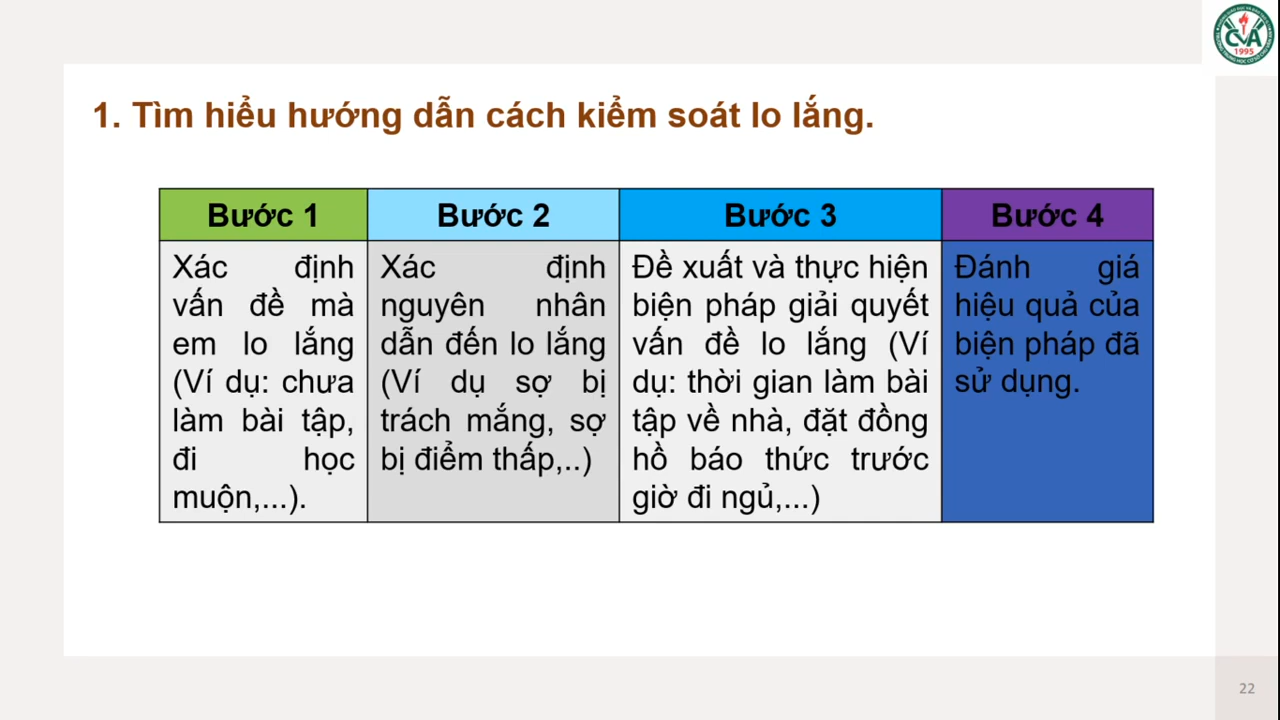 CVA
1995
1. Tìm hiểu hướng dẫn cách kiểm soát lo lắng.
Bước 1
Bước 2
Bước 3
Bước 4
Xác định
vấn đề mà
em lo lắng
(Ví dụ: chưa
làm bài tập,
đi học
muộn,...).
Xác định
nguyên nhân
dẫn đến lo lắng
(Ví dụ sợ bị
trách mắng, sợ
bị điểm thấp,..)
Đề xuất và thực hiện
biện pháp giải quyết
vấn đề lo lắng (Ví
dụ: thời gian làm bài
tập về nhà, đặt đồng
hồ báo thức trước
giờ đi ngủ,...)
Đánh giá
hiệu quả của
biện pháp đã
sử dụng.
22